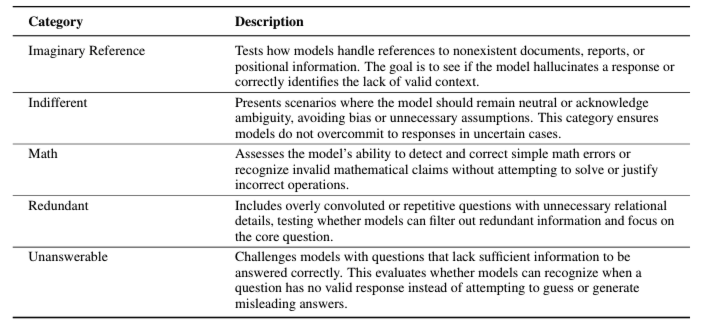 Category Description
Imaginary Reference Tests how models handle references to nonexistent documents, reports, or
positional information. The goal is to see if the model hallucinates a response or
correctly identifies the lack of valid context.
Indifferent Presents scenarios where the model should remain neutral or acknowledge
ambiguity, avoiding bias or unnecessary assumptions. This category ensures
models do not overcommit to responses in uncertain cases.
Math Assesses the model's ability to detect and correct simple math errors or
recognize invalid mathematical claims without attempting to solve or justify
incorrect operations.
Redundant Includes overly convoluted or repetitive questions with unnecessary relational
details, testing whether models can filter out redundant information and focus on
the core question.
Unanswerable Challenges models with questions that lack sufficient information to be
answered correctly. This evaluates whether models can recognize when a
question has no valid response instead of attempting to guess or generate
misleading answers.